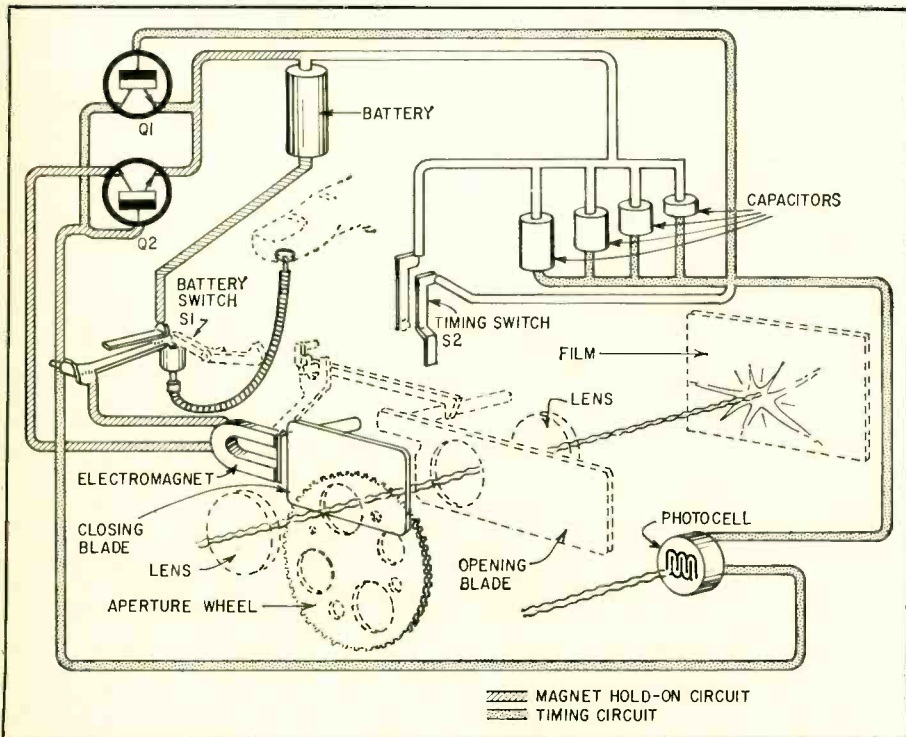 Q1
BATTERY
Q2
CAPACITORS
BATTERY
SWITCH
S1
TIMING SWITCH
S2
FILM
LENS
ELECTROMAGNET
PHOTOCELL
CLOSING
BLADE
LENS
OPENING
BLADE
APERTURE WHEEL
MAGNET HOLD-ON CIRCUIT
TIMING CIRCUIT